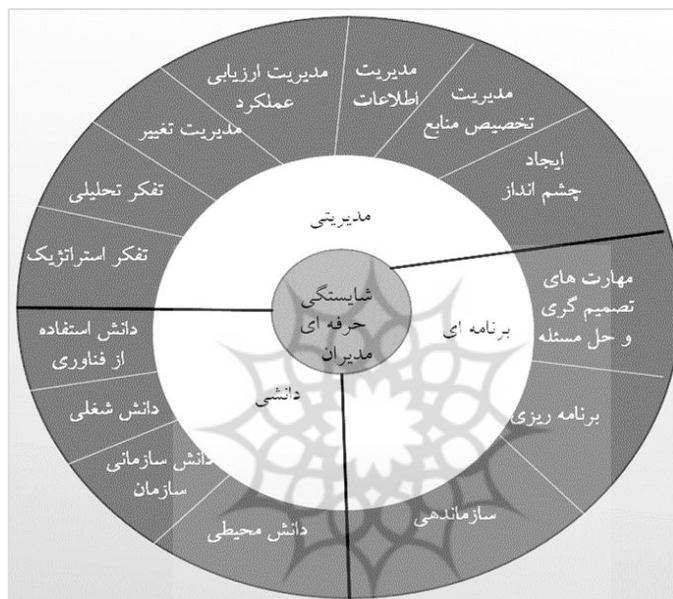 مدیریت ارزیابی
عملکرد
مدیریت
اطلاعات
مدیریت
تخصیص منابع
ایجاد
چشم انداز
مدیریت تغییر
تفکر تحلیلی
تفکر استراتژیک
مدیریتی
شایستگی
حرفه ای
مدیران
برنامه ای
مهارت های
تصمیم گری
و حل مسئله
برنامه ریزی
سازماندهی
دانشی
دانش استفاده
از فناوری
دانش شغلی
دانش سازمانی
سازمان
دانش محیطی